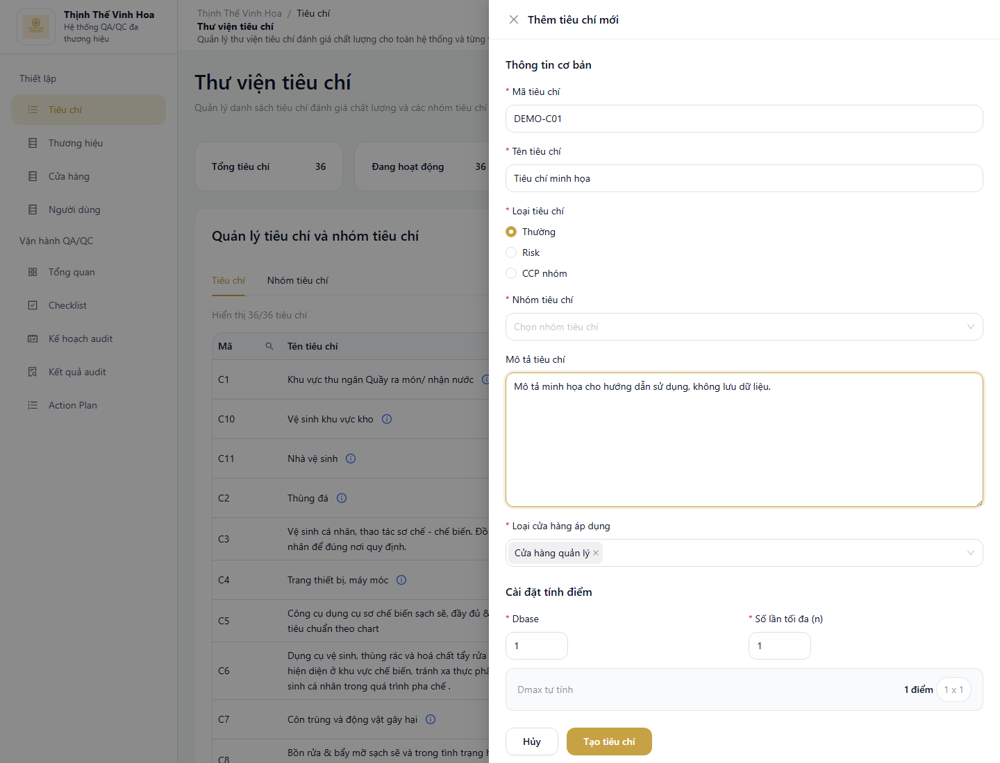 Thịnh Thế Vinh Hoa
Hệ thống QA/QC đa
thương hiệu
Thiết lập
Tiêu chí
Thương hiệu
Cửa hàng
Người dùng
Vận hành QA/QC
Tổng quan
Checklist
Kế hoạch audit
Kết quả audit
Action Plan
Thịnh Thế Vinh Hoa / Tiêu chí
Thư viện tiêu chí
Quản lý thư viện tiêu chí đánh giá chất lượng cho toàn hệ thống và từng
Thư viện tiêu chí
Quản lý danh sách tiêu chí đánh giá chất lượng và các nhóm tiêu chí
Tổng tiêu chí 36
Đang hoạt động 36
Quản lý tiêu chí và nhóm tiêu chí
Tiêu chí Nhóm tiêu chí
Hiển thị 36/36 tiêu chí
Mã Tên tiêu chí
C1 Khu vực thu ngân Quầy ra món/ nhận nước
C10 Vệ sinh khu vực kho
C11 Nhà vệ sinh
C2 Thùng đá
C3 Vệ sinh cá nhân, thao tác sơ chế - chế biến. Đồ
nhân để đúng nơi quy định.
C4 Trang thiết bị, máy móc
C5 Công cụ dụng cụ sơ chế biến sạch sẽ, đầy đủ &
tiêu chuẩn theo chart
C6 Dụng cụ vệ sinh, thùng rác và hoá chất tẩy rửa
hiện diện ở khu vực chế biến, tránh xa thực phẩ
sinh cá nhân trong quá trình pha chế .
C7 Côn trùng và động vật gây hại
C8 Bồn rửa & bẫy mỡ sạch sẽ và trong tình trạng
Thêm tiêu chí mới
Thông tin cơ bản
* Mã tiêu chí
DEMO-C01
* Tên tiêu chí
Tiêu chí minh họa
* Loại tiêu chí
Thường
Risk
CCP nhóm
* Nhóm tiêu chí
Chọn nhóm tiêu chí
Mô tả tiêu chí
Mô tả minh họa cho hướng dẫn sử dụng, không lưu dữ liệu.
* Loại cửa hàng áp dụng
Cửa hàng quản lý
Cài đặt tính điểm
* Dbase * Số lần tối đa (n)
1 1
Dmax tự tính 1 điểm 1 x 1
Hủy Tạo tiêu chí